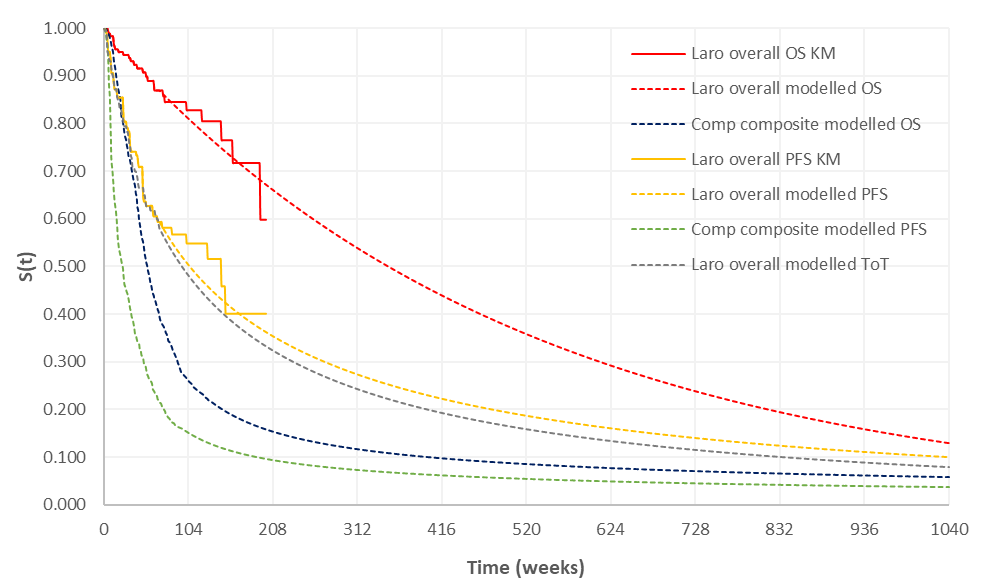 1.000
0.900
0.800
0.700
0.600
0.500
0.400
0.300
0.200
0.100
0.000
S(t)
Laro overall OS KM
Laro overall modelled OS
Comp composite modelled OS
Laro overall PFS KM
Laro overall modelled PFS
Comp composite modelled PFS
Laro overall modelled ToT
0 104 208 312 416 520 624 728 832 936 1040
Time (weeks)